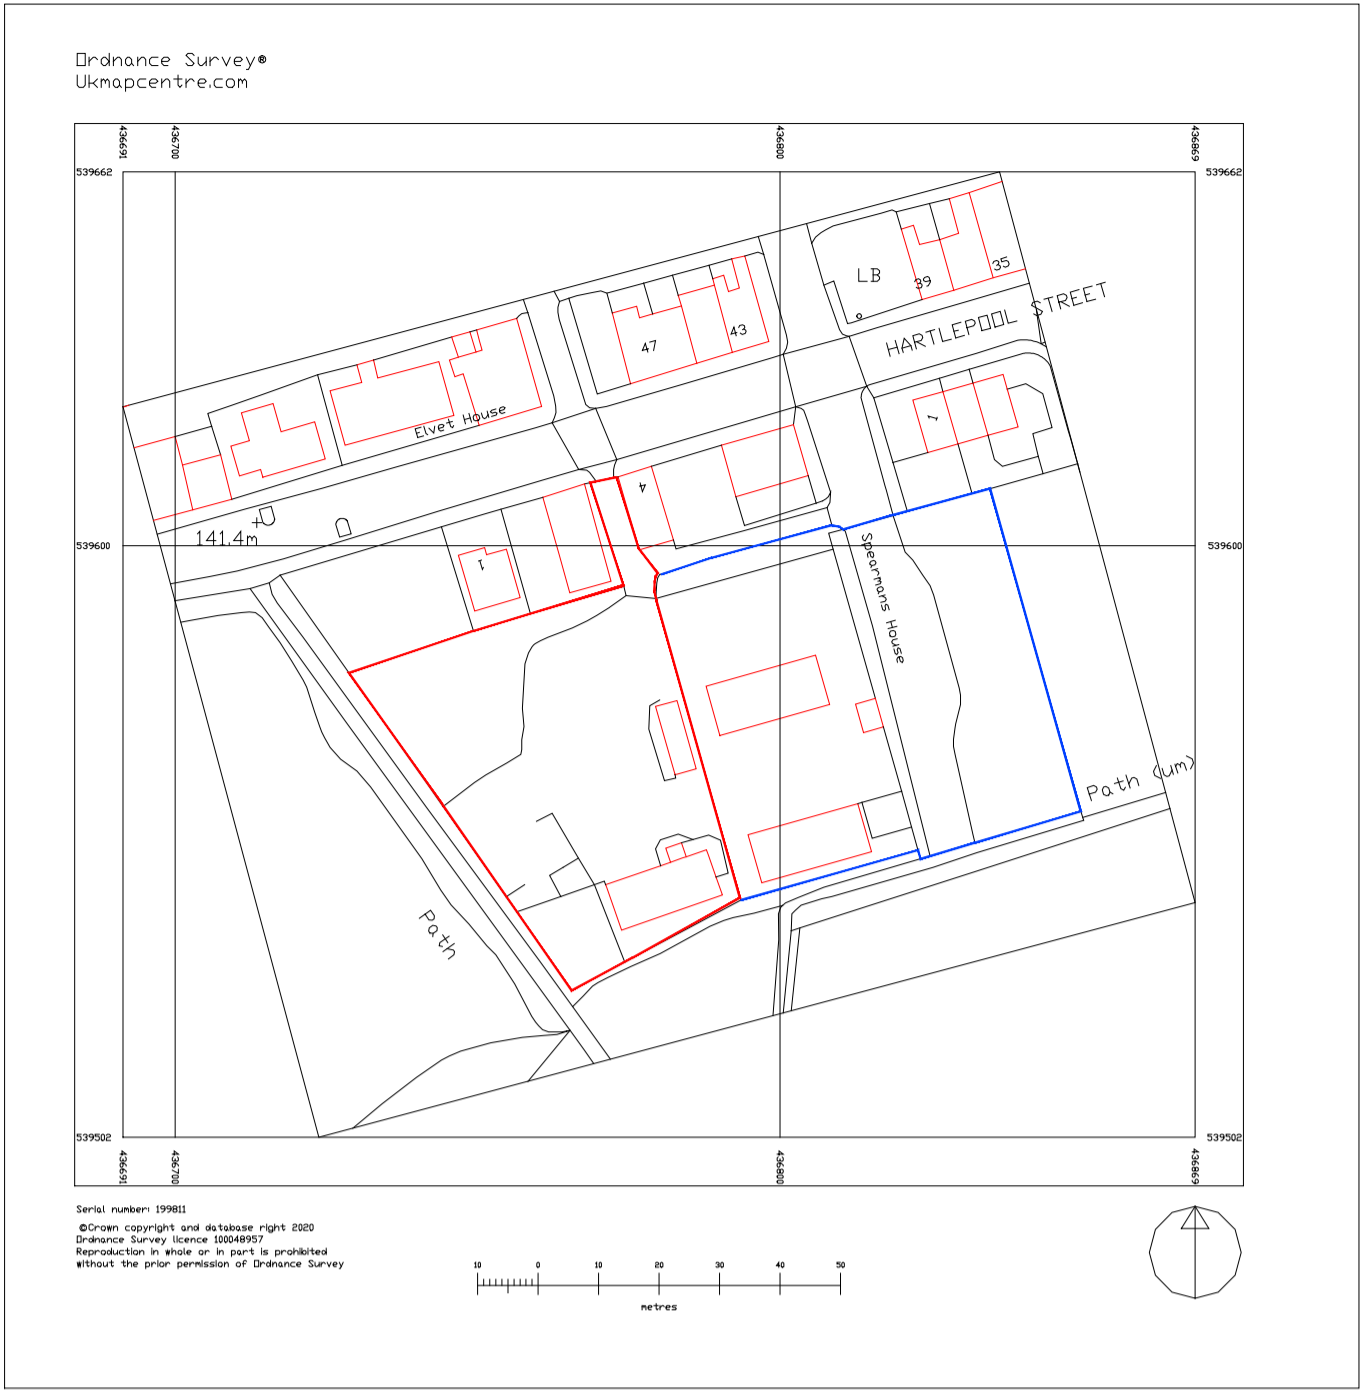 Ordnance Survey®
Ukmapcentre.com
436691
436700
436800
436869
539662
539662
LB
39
35
HARTLEPOOL STREET
47
43
Elvet House
1
4
141.4m
1
539600
539600
Spearmans House
Path (um)
Path
539502
539502
436691
436700
436800
436869
Serial number: 199811
©Crown copyright and database right 2020
Ordnance Survey licence 100048957
Reproduction in whole or in part is prohibited
without the prior permission of Ordnance Survey
10 0 10 20 30 40 50
metres